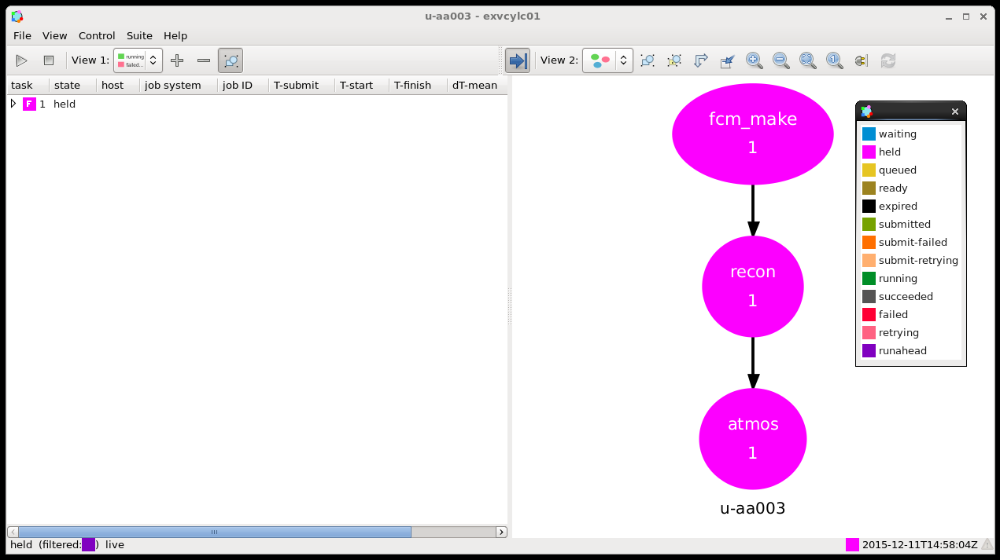 u-aa003 - exvcylc01
File View Control Suite Help
View 1: running failed... View 2:
task state host job system job ID T-submit T-start T-finish dT-mean
F 1 held
fcm_make
1
recon
1
atmos
1
u-aa003
waiting
held
queued
ready
expired
submitted
submit-failed
submit-retrying
running
succeeded
failed
retrying
runahead
held (filtered: ) live
2015-12-11T14:58:04Z